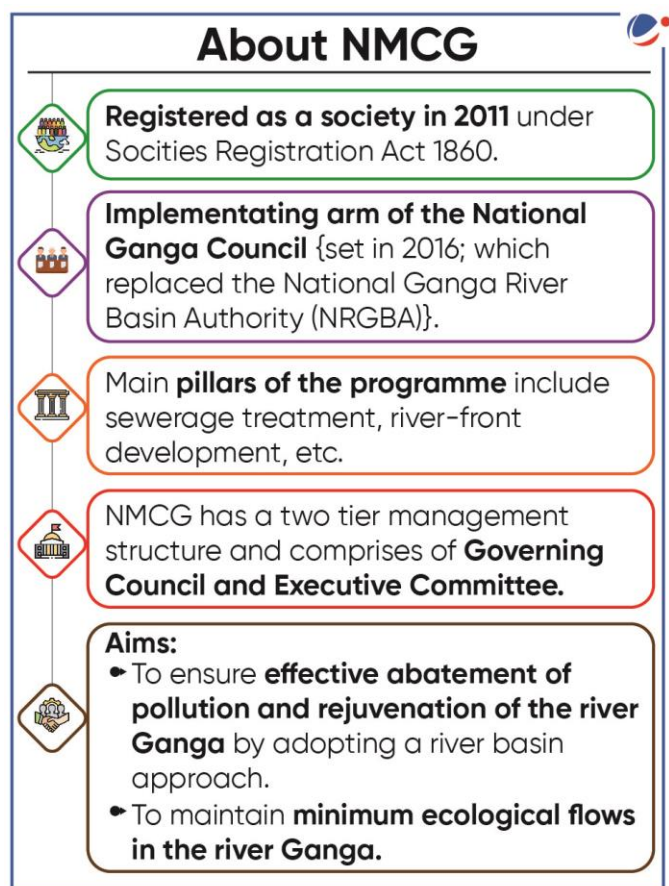 About NMCG
Registered as a society in 2011 under
Socities Registration Act 1860.
Implementating arm of the National
Ganga Council {set in 2016; which
replaced the National Ganga River
Basin Authority (NRGBA)}.
Main pillars of the programme include
sewerage treatment, river-front
development, etc.
NMCG has a two tier management
structure and comprises of Governing
Council and Executive Committee.
Aims:
To ensure effective abatement of
pollution and rejuvenation of the river
Ganga by adopting a river basin
approach.
To maintain minimum ecological flows
in the river Ganga.